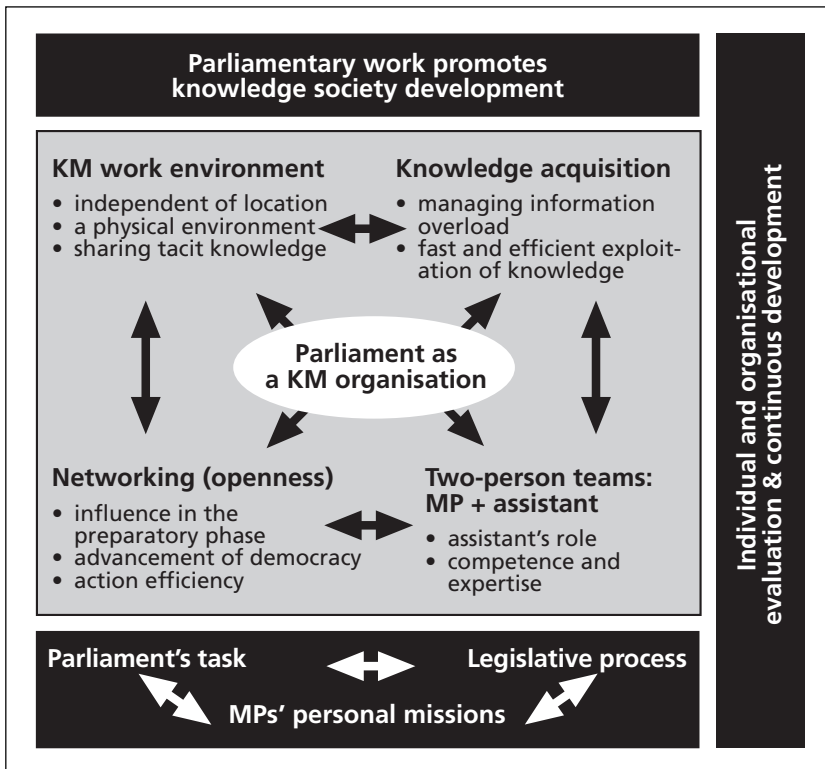 Parliamentary work promotes
knowledge society development
KM work environment
• independent of location
• a physical environment
• sharing tacit knowledge
Knowledge acquisition
• managing information
overload
• fast and efficient exploit-
ation of knowledge
Parliament as
a KM organisation
Networking (openness)
• influence in the
preparatory phase
• advancement of democracy
• action efficiency
Two-person teams:
MP + assistant
• assistant’s role
• competence and
expertise
Parliament’s task
Legislative process
MPs’ personal missions
Individual and organisational
evaluation & continuous development